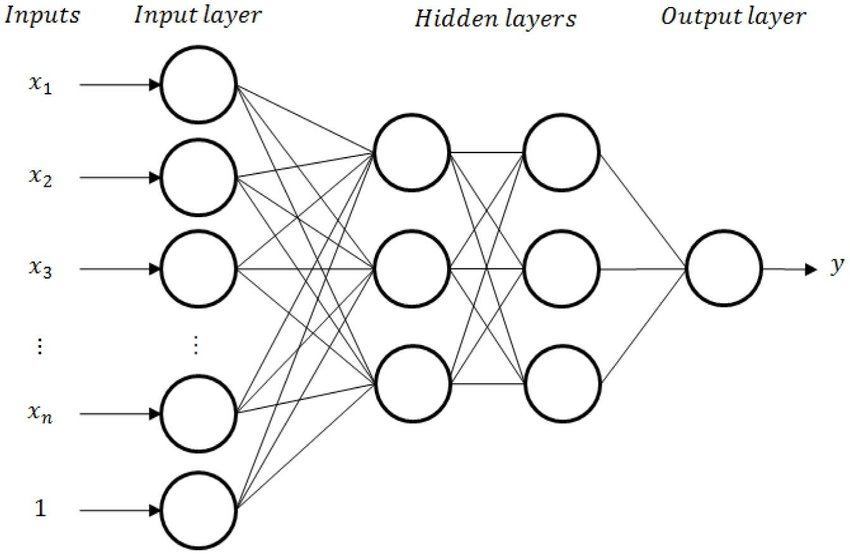 Inputs Input layer Hidden layers Output layer
x₁
x₂
x₃ y
⋮ ⋮
xₙ
1